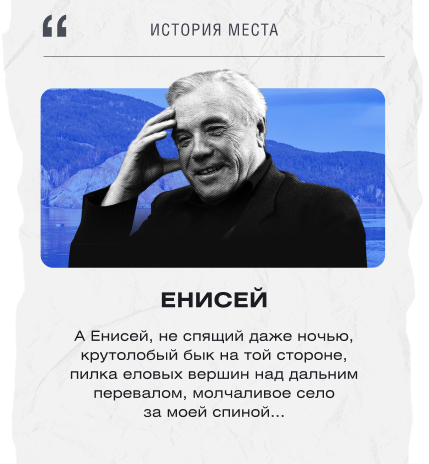 ИСТОРИЯ МЕСТА
ЕНИСЕЙ
А Енисей, не спящий даже ночью,
крутолобый бык на той стороне,
пилка еловых вершин над дальним
перевалом, молчаливое село
за моей спиной...